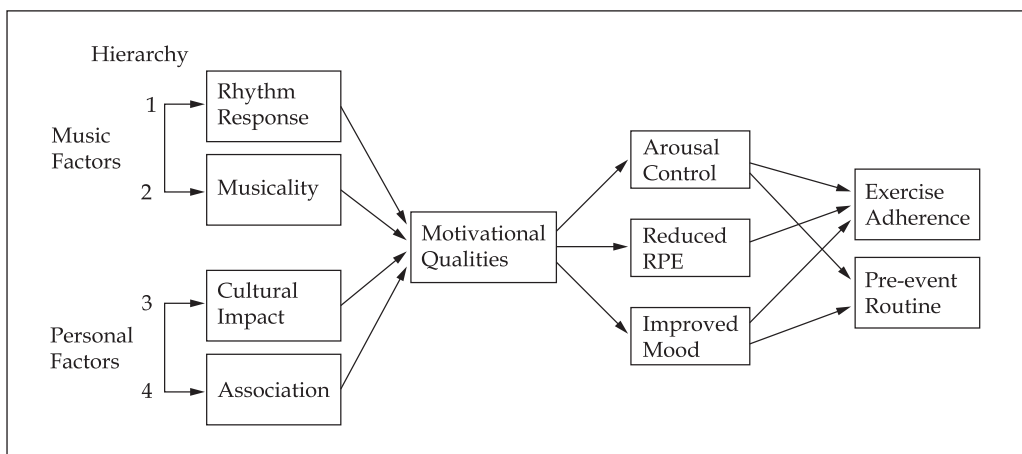 Hierarchy
1
Rhythm
Response
Music
Factors
2
Musicality
3
Cultural
Impact
Personal
Factors
4
Association
Motivational
Qualities
Arousal
Control
Reduced
RPE
Improved
Mood
Exercise
Adherence
Pre-event
Routine